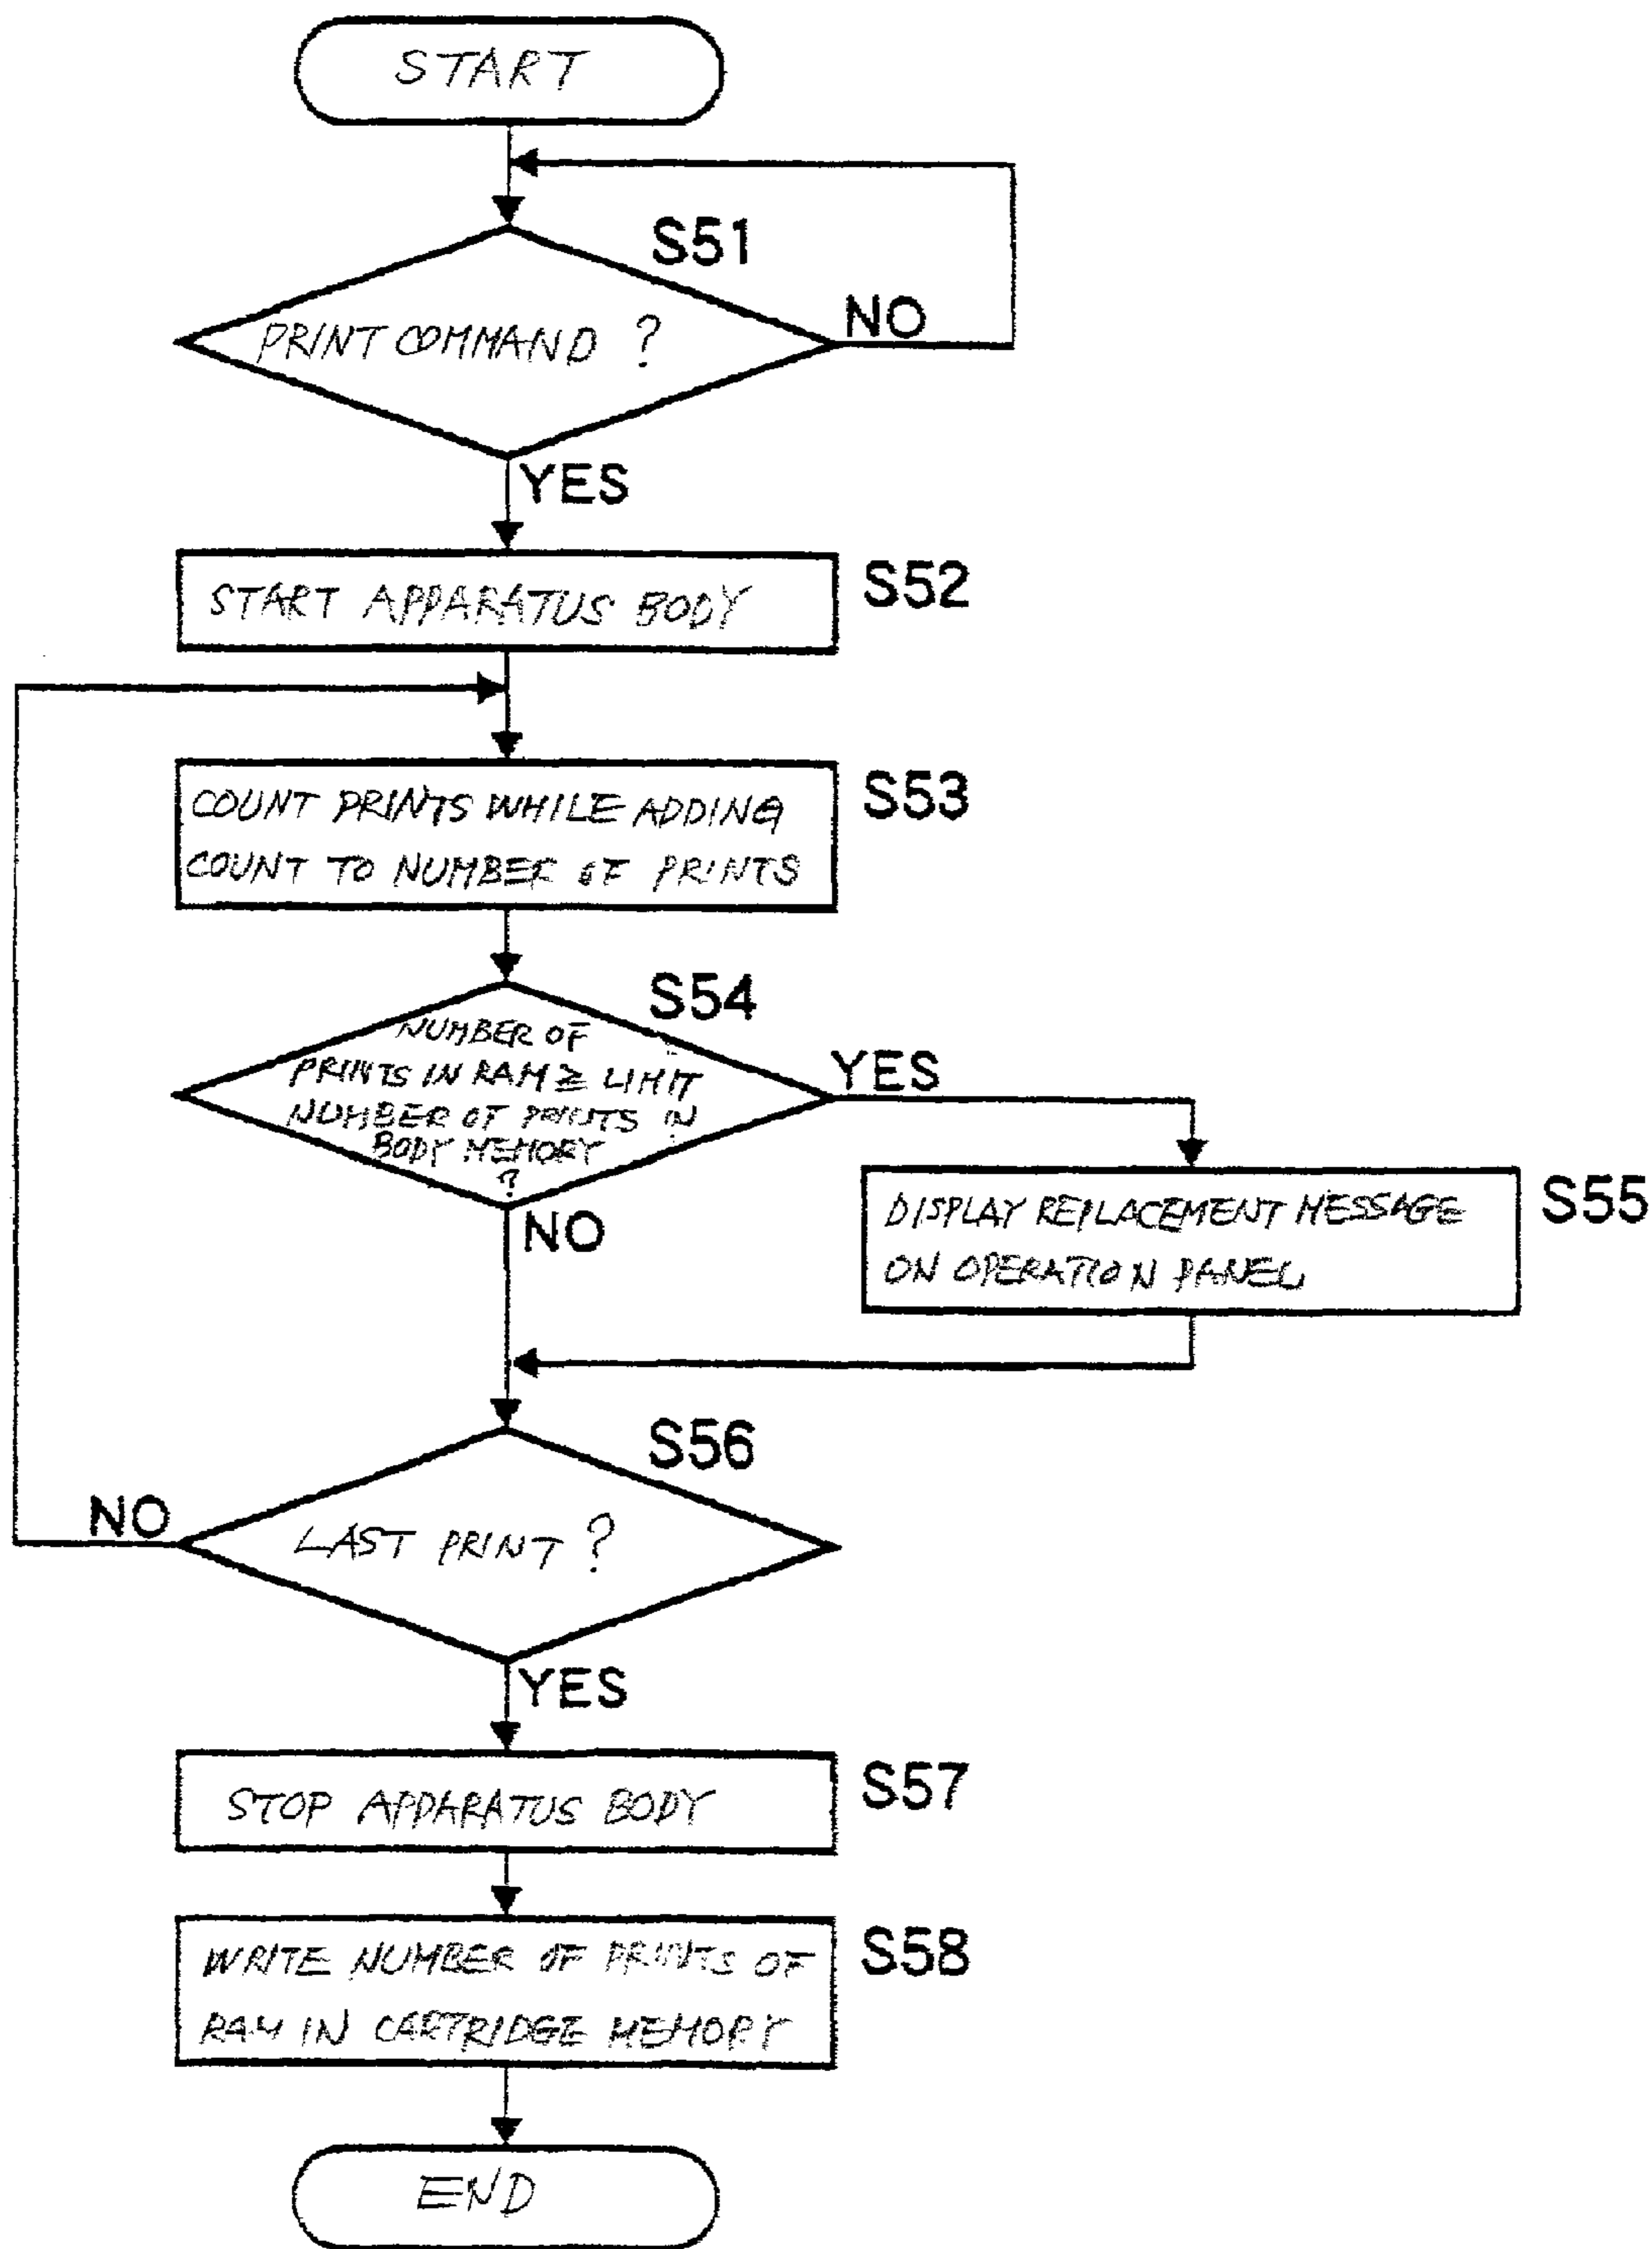 START
S51
PRINT COMMAND ?
NO
YES
START APPARATUS BODY
S52
COUNT PRINTS WHILE ADDING
COUNT TO NUMBER OF PRINTS
S53
S54
NUMBER OF
PRINTS IN RAM ≧ LIMIT
NUMBER OF PRINTS IN
BODY MEMORY
?
YES
NO
DISPLAY REPLACEMENT MESSAGE
ON OPERATION PANEL
S55
S56
NO
LAST PRINT ?
YES
STOP APPARATUS BODY
S57
WRITE NUMBER OF PRINTS OF
RAM IN CARTRIDGE MEMORY
S58
END